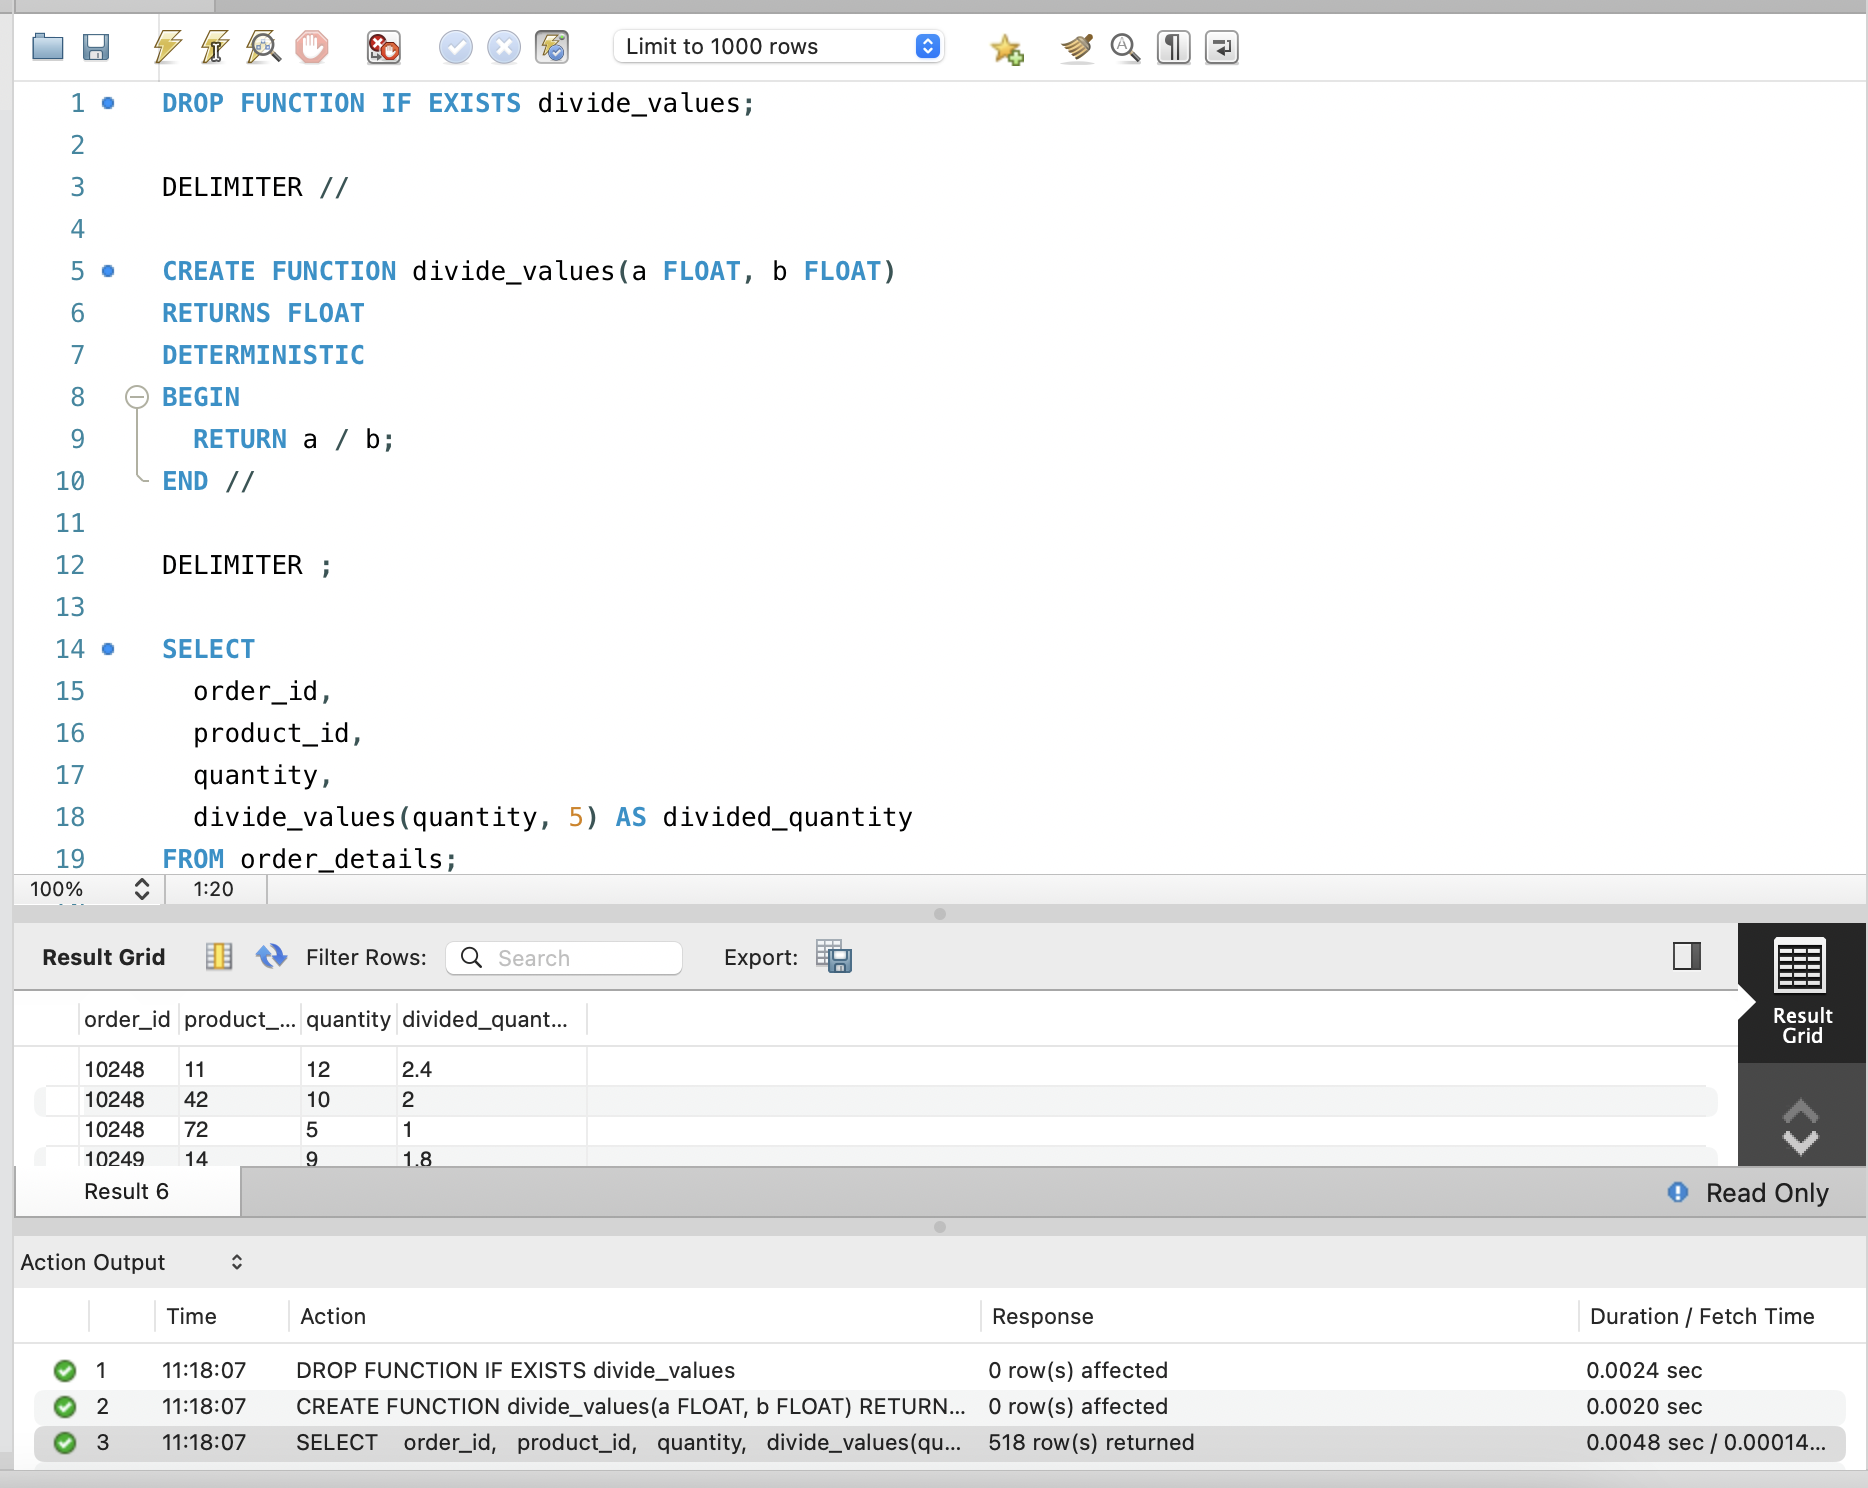 Limit to 1000 rows
1 DROP FUNCTION IF EXISTS divide_values;
2
3 DELIMITER //
4
5 CREATE FUNCTION divide_values(a FLOAT, b FLOAT)
6 RETURNS FLOAT
7 DETERMINISTIC
8 BEGIN
9 RETURN a / b;
10 END //
11
12 DELIMITER ;
13
14 SELECT
15 order_id,
16 product_id,
17 quantity,
18 divide_values(quantity, 5) AS divided_quantity
19 FROM order_details;
100% 1:20
Result Grid Filter Rows: Search Export:
Result
Grid
order_id product_... quantity divided_quant...
10248 11 12 2.4
10248 42 10 2
10248 72 5 1
10249 14 9 1.8
Result 6 Read Only
Action Output
Time Action Response Duration / Fetch Time
1 11:18:07 DROP FUNCTION IF EXISTS divide_values 0 row(s) affected 0.0024 sec
2 11:18:07 CREATE FUNCTION divide_values(a FLOAT, b FLOAT) RETURN... 0 row(s) affected 0.0020 sec
3 11:18:07 SELECT order_id, product_id, quantity, divide_values(qu... 518 row(s) returned 0.0048 sec / 0.00014...